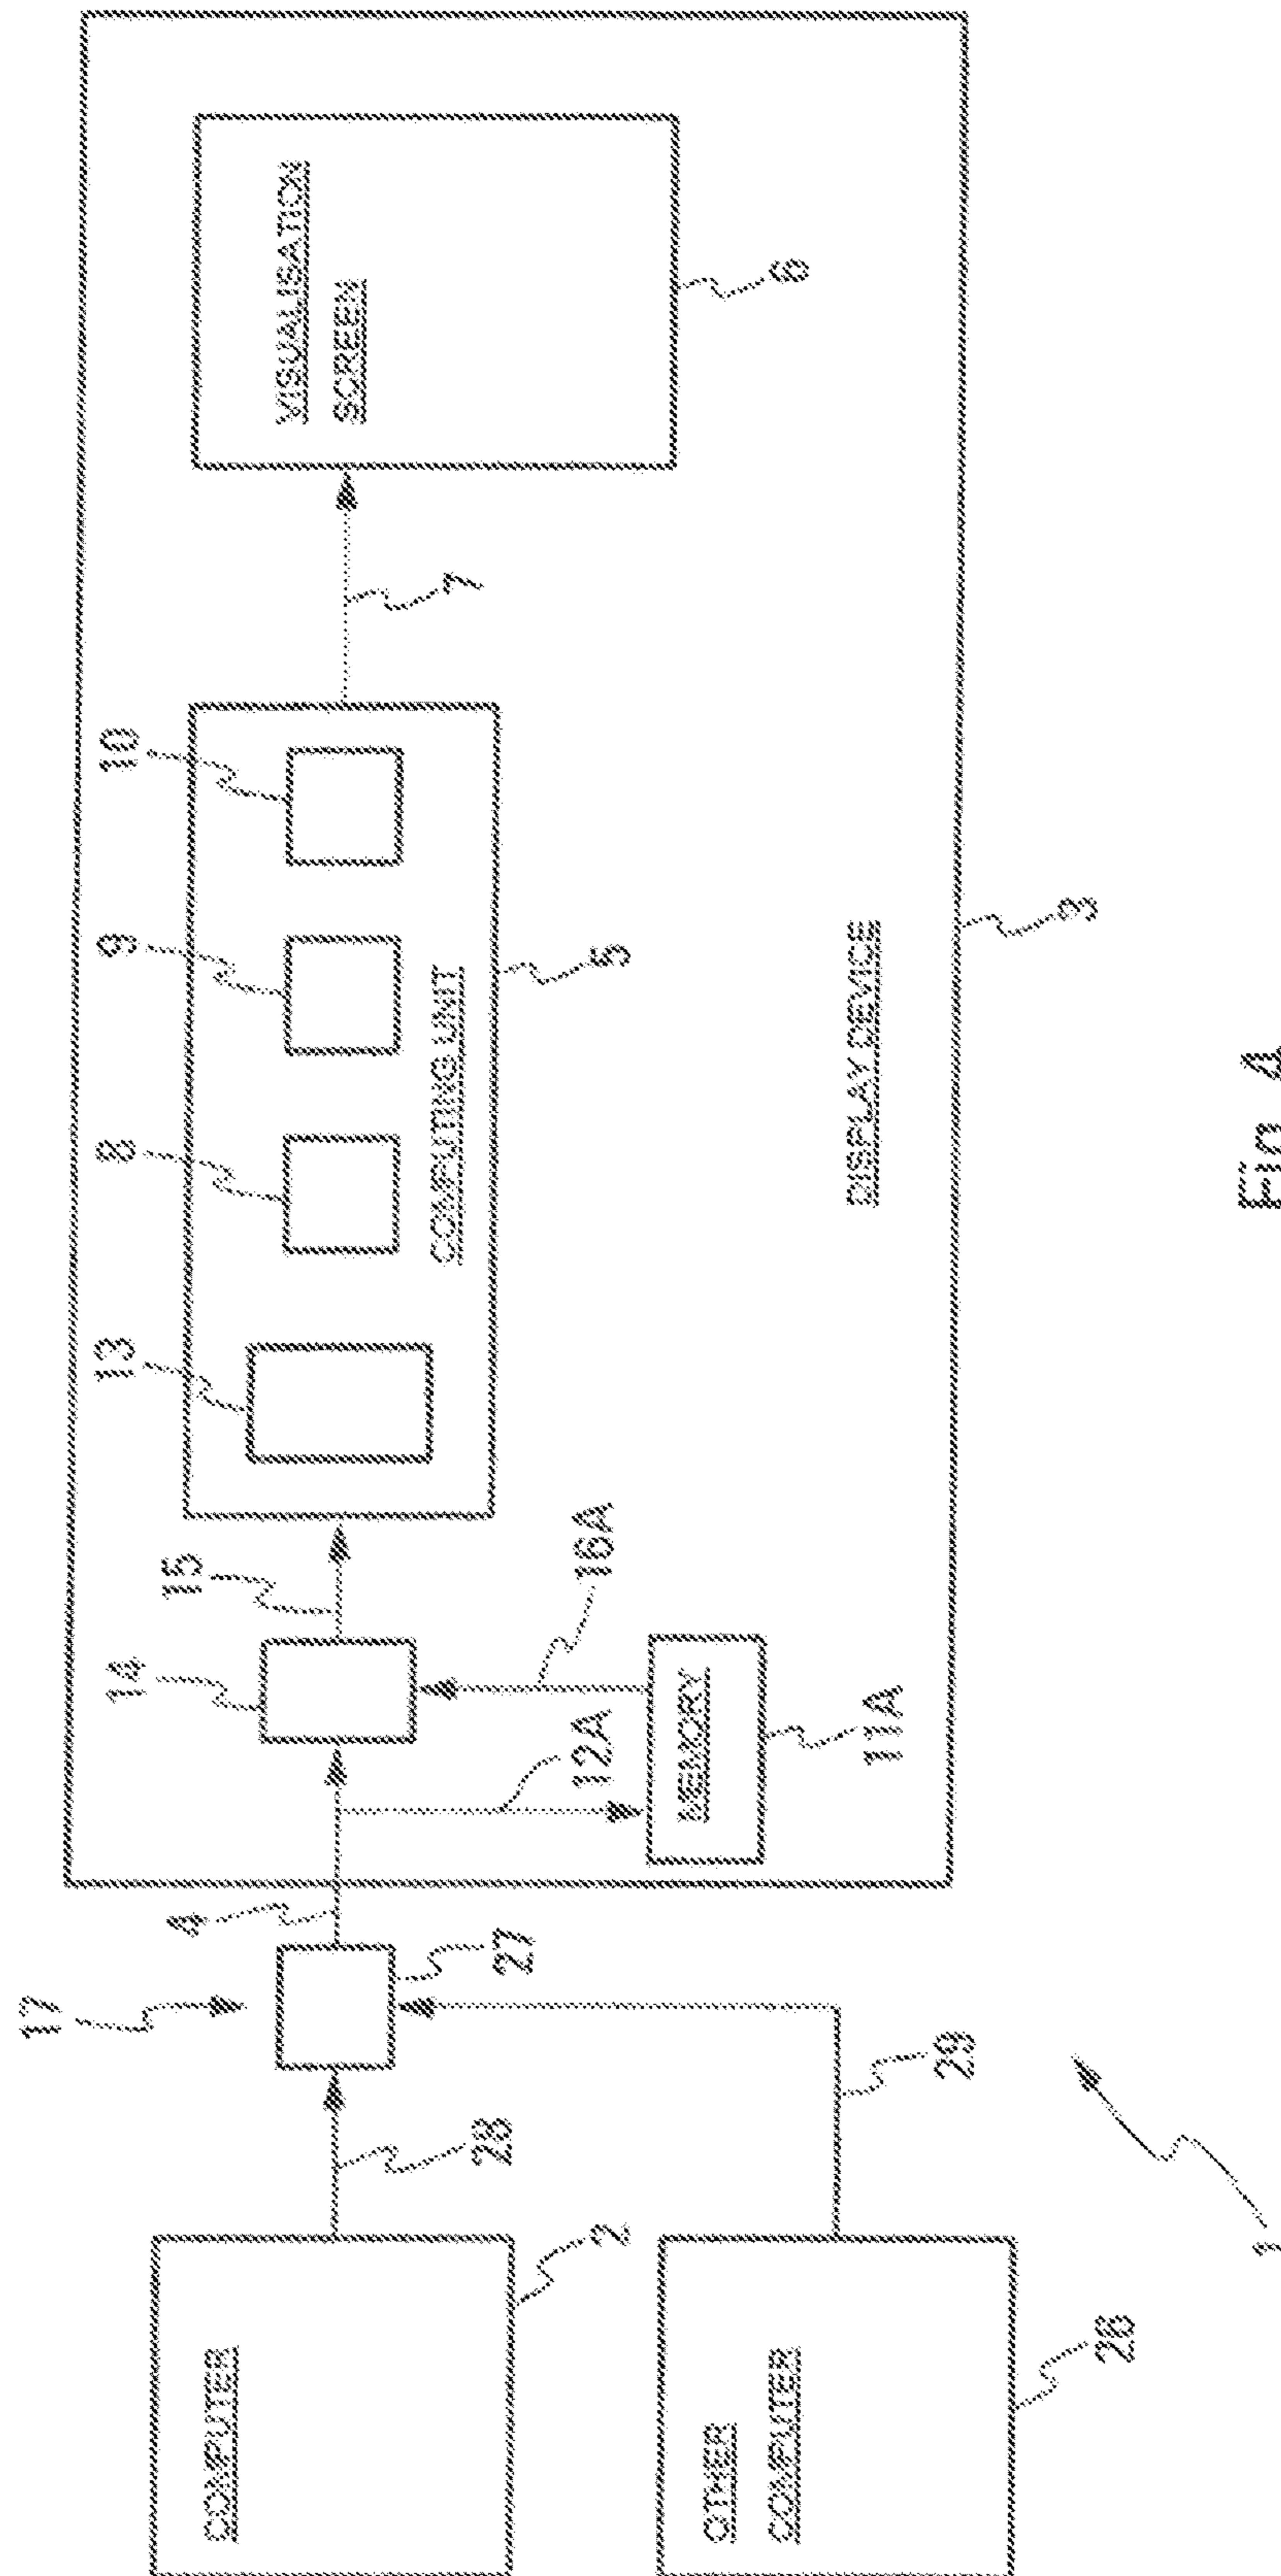 17
13
8
9
10
14
15
4
COMPUTER
VISUALISATION
SCREEN
COMPUTING UNIT
7
28
27
5
2
12A
16A
MEMORY
6
OTHER
COMPUTER
11A
DISPLAY DEVICE
29
3
26
1
Fig. 4